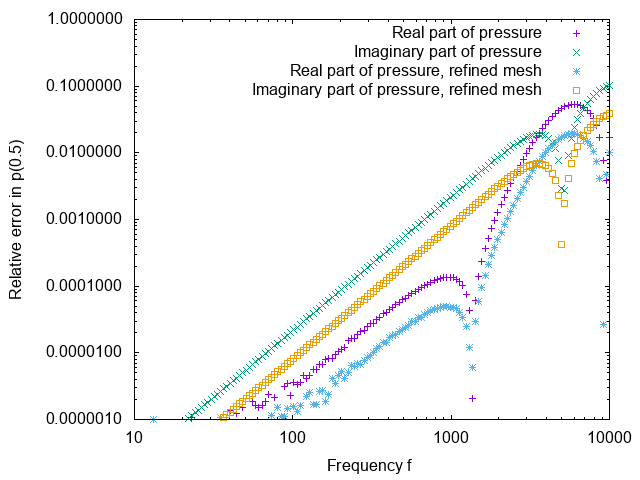 1.0000000
0.1000000
0.0100000
0.0010000
0.0001000
0.0000100
0.0000010
Relative error in p(0.5)
Real part of pressure
Imaginary part of pressure
Real part of pressure, refined mesh
Imaginary part of pressure, refined mesh
10
100
1000
10000
Frequency f